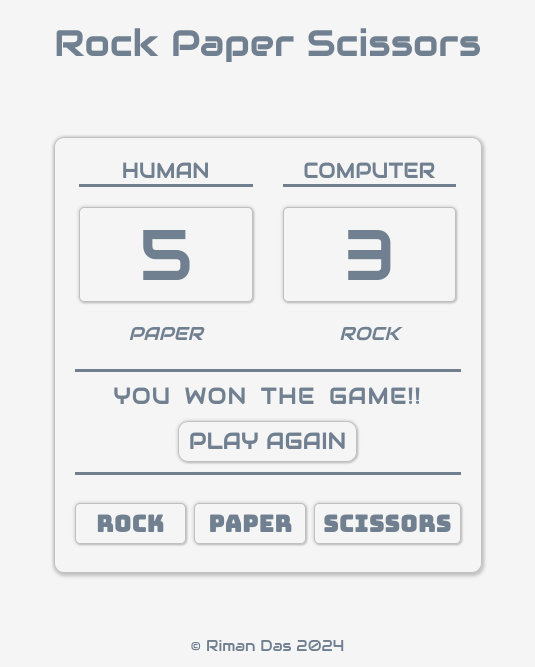 Rock Paper Scissors
HUMAN COMPUTER
5 3
PAPER ROCK
YOU WON THE GAME!!
PLAY AGAIN
ROCK PAPER SCISSORS
© Riman Das 2024